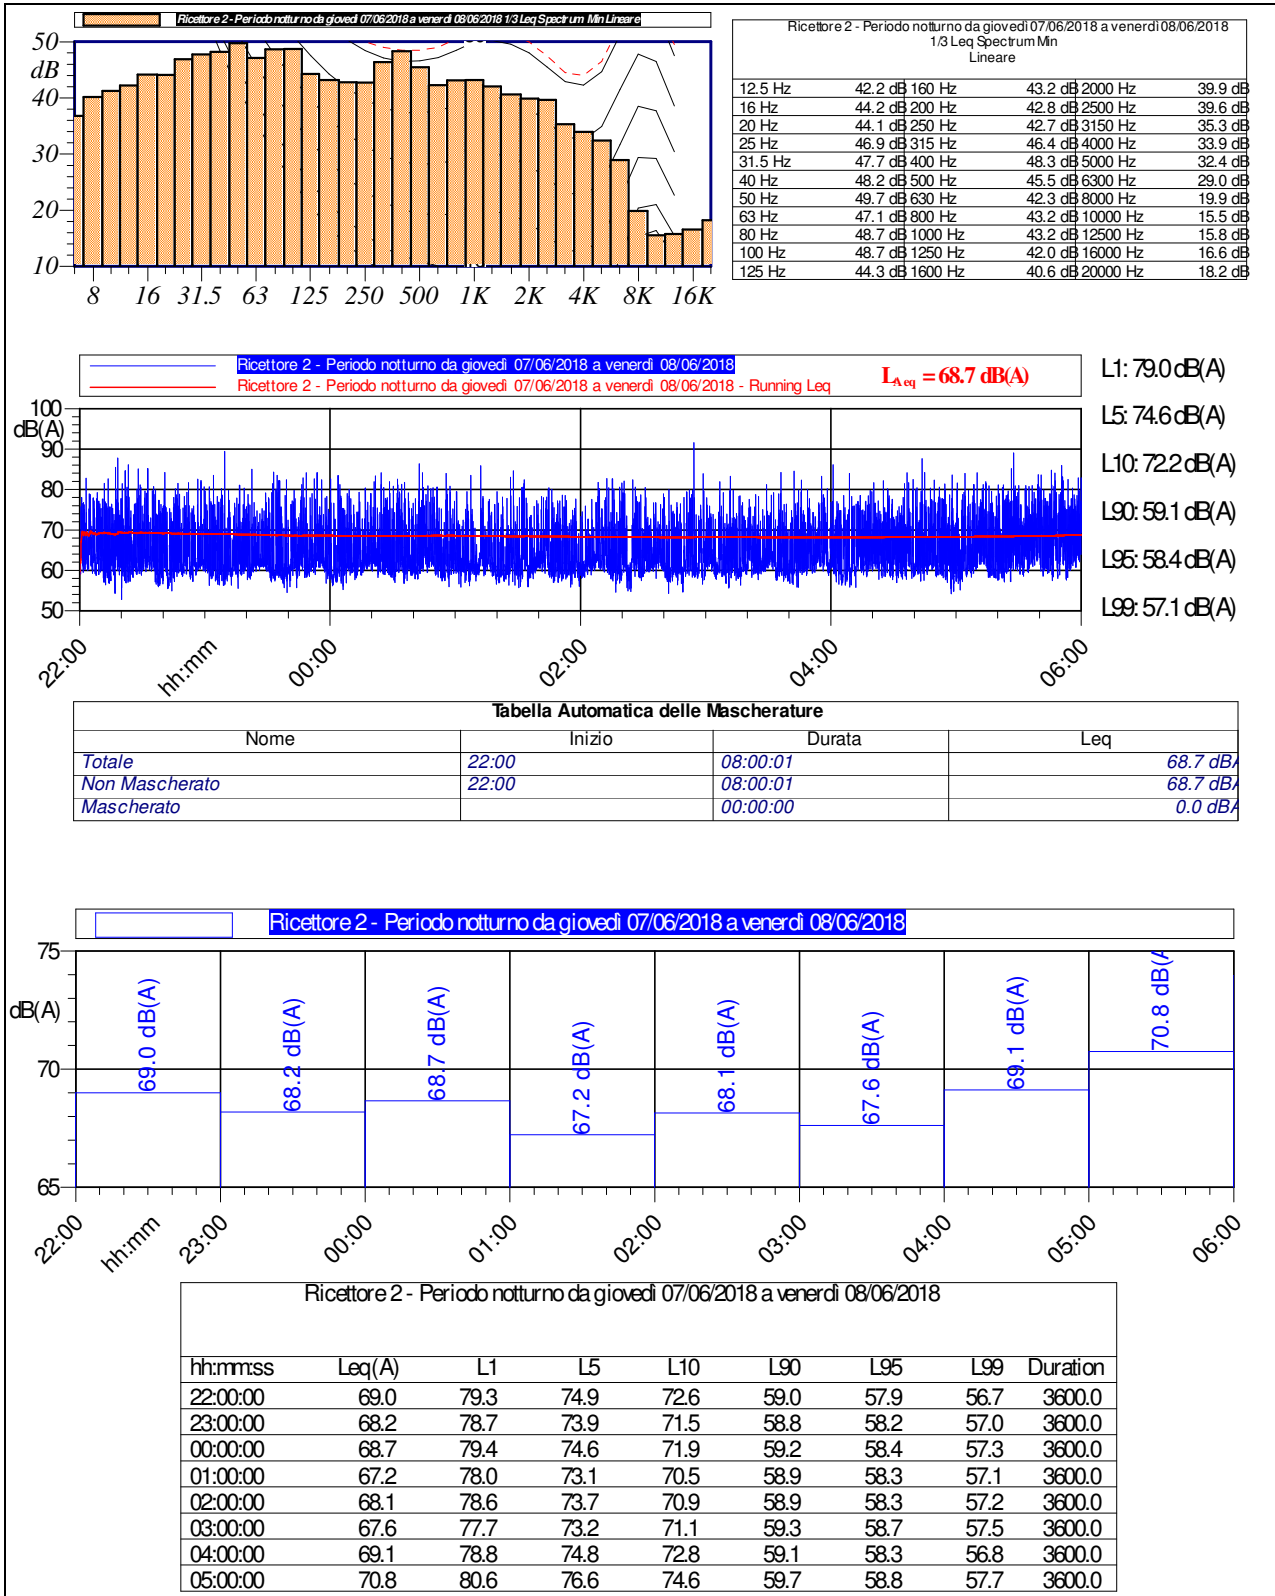 Ricettore 2 - Periodo notturno da giovedì 07/06/2018 a venerdì 08/06/2018 1/3 Leq Spectrum Min Lineare
50
dB
40
30
20
10
8 16 31.5 63 125 250 500 1K 2K 4K 8K 16K
Ricettore 2 - Periodo notturno da giovedì 07/06/2018 a venerdì 08/06/2018
1/3 Leq Spectrum Min
Lineare
12.5 Hz 42.2 dB 160 Hz 43.2 dB 2000 Hz 39.9 dB
16 Hz 44.2 dB 200 Hz 42.8 dB 2500 Hz 39.6 dB
20 Hz 44.1 dB 250 Hz 42.7 dB 3150 Hz 35.3 dB
25 Hz 46.9 dB 315 Hz 46.4 dB 4000 Hz 33.9 dB
31.5 Hz 47.7 dB 400 Hz 48.3 dB 5000 Hz 32.4 dB
40 Hz 48.2 dB 500 Hz 45.5 dB 6300 Hz 29.0 dB
50 Hz 49.7 dB 630 Hz 42.3 dB 8000 Hz 19.9 dB
63 Hz 47.1 dB 800 Hz 43.2 dB 10000 Hz 15.5 dB
80 Hz 48.7 dB 1000 Hz 43.2 dB 12500 Hz 15.8 dB
100 Hz 48.7 dB 1250 Hz 42.0 dB 16000 Hz 16.6 dB
125 Hz 44.3 dB 1600 Hz 40.6 dB 20000 Hz 18.2 dB
Ricettore 2 - Periodo notturno da giovedì 07/06/2018 a venerdì 08/06/2018
Ricettore 2 - Periodo notturno da giovedì 07/06/2018 a venerdì 08/06/2018 - Running Leq
LAeq = 68.7 dB(A)
100
dB(A)
90
80
70
60
50
22:00 hh:mm 00:00 02:00 04:00 06:00
L1: 79.0 dB(A)
L5: 74.6 dB(A)
L10: 72.2 dB(A)
L90: 59.1 dB(A)
L95: 58.4 dB(A)
L99: 57.1 dB(A)
Tabella Automatica delle Mascherature
Nome Inizio Durata Leq
Totale 22:00 08:00:01 68.7 dBA
Non Mascherato 22:00 08:00:01 68.7 dBA
Mascherato 00:00:00 0.0 dBA
Ricettore 2 - Periodo notturno da giovedì 07/06/2018 a venerdì 08/06/2018
75
dB(A)
70
65
69.0 dB(A)
68.2 dB(A)
68.7 dB(A)
67.2 dB(A)
68.1 dB(A)
67.6 dB(A)
69.1 dB(A)
70.8 dB(A
22:00 hh:mm 23:00 00:00 01:00 02:00 03:00 04:00 05:00 06:00
Ricettore 2 - Periodo notturno da giovedì 07/06/2018 a venerdì 08/06/2018
hh:mm:ss Leq(A) L1 L5 L10 L90 L95 L99 Duration
22:00:00 69.0 79.3 74.9 72.6 59.0 57.9 56.7 3600.0
23:00:00 68.2 78.7 73.9 71.5 58.8 58.2 57.0 3600.0
00:00:00 68.7 79.4 74.6 71.9 59.2 58.4 57.3 3600.0
01:00:00 67.2 78.0 73.1 70.5 58.9 58.3 57.1 3600.0
02:00:00 68.1 78.6 73.7 70.9 58.9 58.3 57.2 3600.0
03:00:00 67.6 77.7 73.2 71.1 59.3 58.7 57.5 3600.0
04:00:00 69.1 78.8 74.8 72.8 59.1 58.3 56.8 3600.0
05:00:00 70.8 80.6 76.6 74.6 59.7 58.8 57.7 3600.0